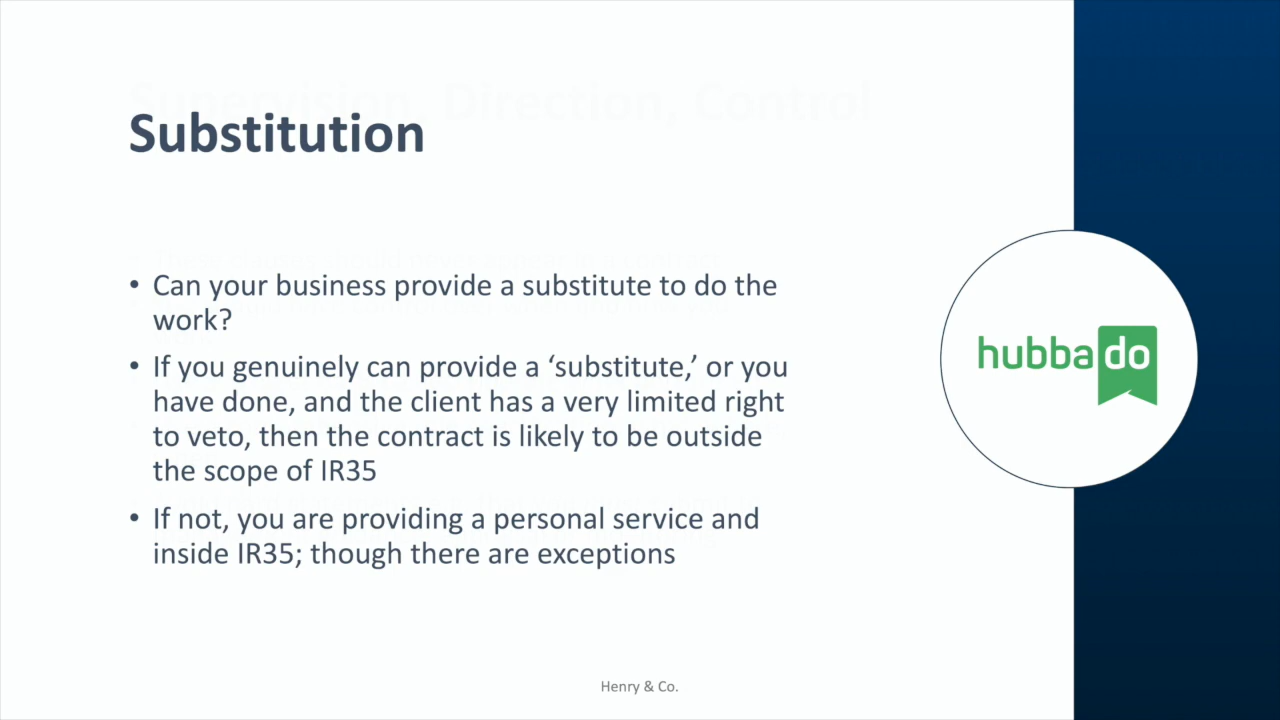 Supervision, Direction, Control
Substitution
• Can your business provide a substitute to do the
work?
• If you genuinely can provide a ‘substitute,’ or you
have done, and the client has a very limited right
to veto, then the contract is likely to be outside
the scope of IR35
• If not, you are providing a personal service and
inside IR35; though there are exceptions
hubbado
Henry & Co.